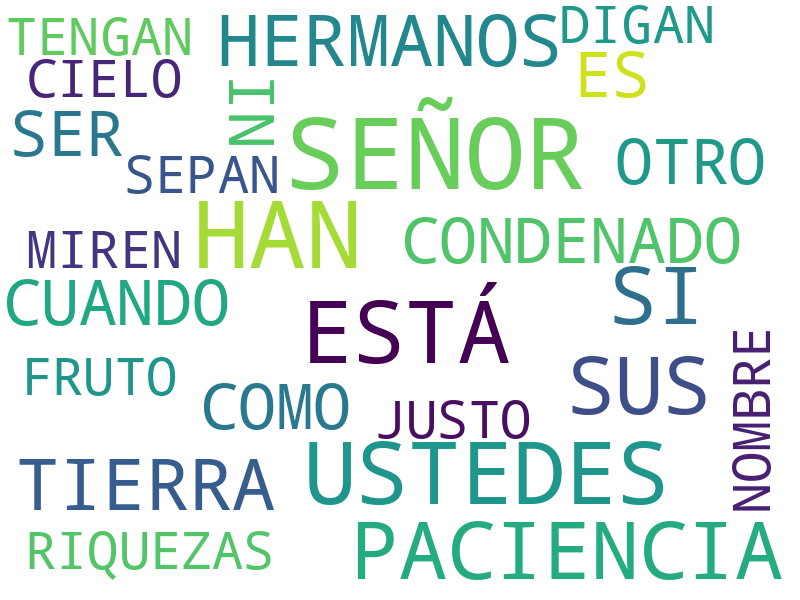 TENGAN
HERMANOS
DIGAN
CIELO
ES
NI
SER
SEÑOR
OTRO
SEPAN
HAN
CONDENADO
MIREN
CUANDO
SI
ESTÁ
FRUTO
SUS
NOMBRE
COMO
JUSTO
TIERRA
USTEDES
RIQUEZAS
PACIENCIA